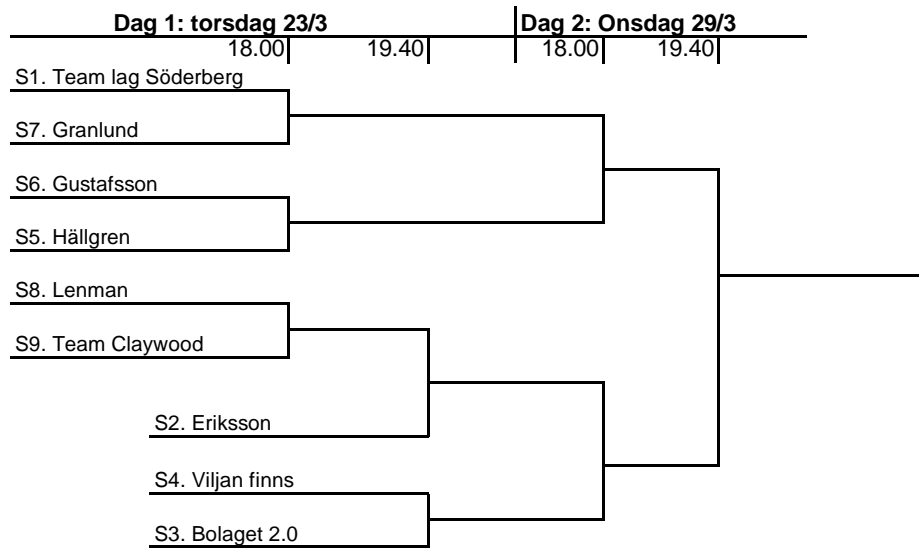 Dag 1: torsdag 23/3 Dag 2: Onsdag 29/3
18.00 19.40 18.00 19.40
S1. Team lag Söderberg
S7. Granlund
S6. Gustafsson
S5. Hällgren
S8. Lenman
S9. Team Claywood
S2. Eriksson
S4. Viljan finns
S3. Bolaget 2.0